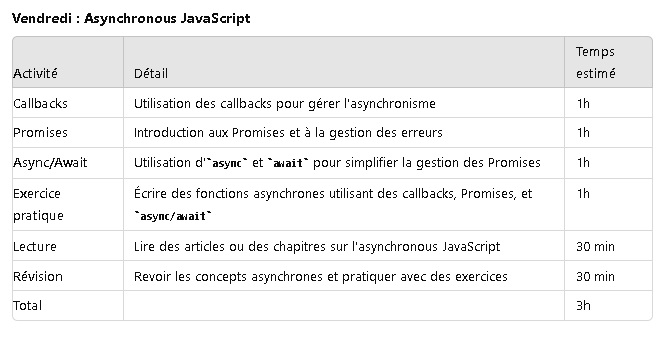 Vendredi : Asynchronous JavaScript
Temps
Activité Détail estimé
Callbacks Utilisation des callbacks pour gérer l'asynchronisme 1h
Promises Introduction aux Promises et à la gestion des erreurs 1h
Async/Await Utilisation d'`async` et `await` pour simplifier la gestion des Promises 1h
Exercice Écrire des fonctions asynchrones utilisant des callbacks, Promises, et 1h
pratique `async/await`
Lecture Lire des articles ou des chapitres sur l'asynchronous JavaScript 30 min
Révision Revoir les concepts asynchrones et pratiquer avec des exercices 30 min
Total 3h